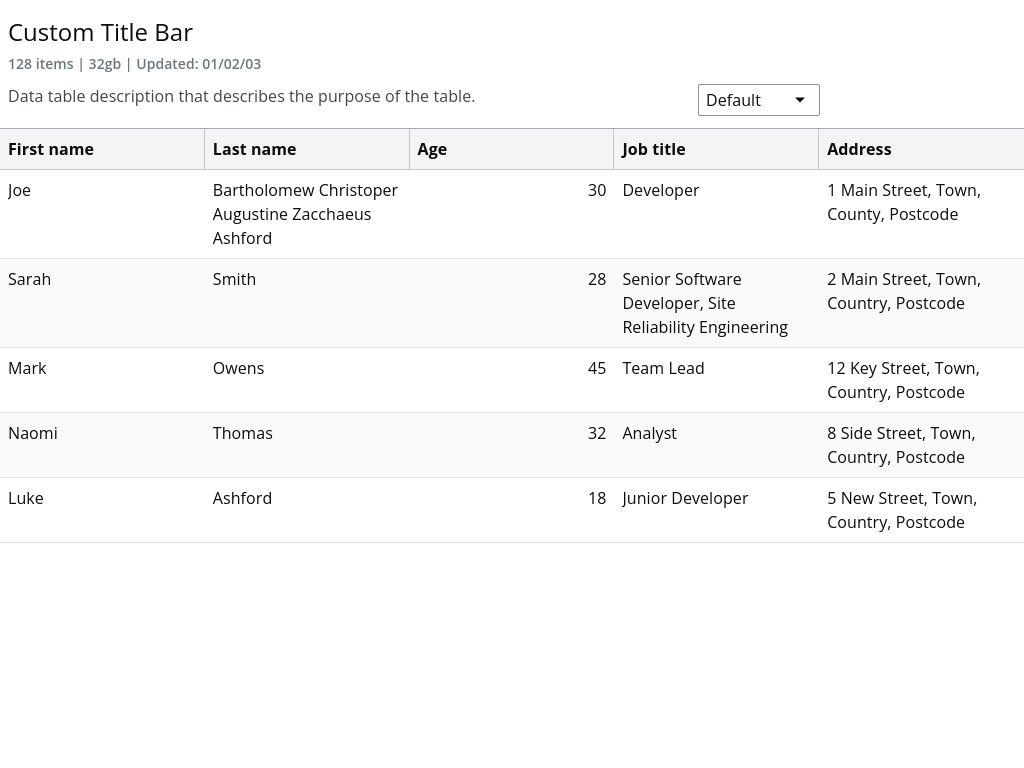 Custom Title Bar
128 items | 32gb | Updated: 01/02/03
Data table description that describes the purpose of the table.
Default
First name Last name Age Job title Address
Joe Bartholomew Christoper 30 Developer 1 Main Street, Town,
Augustine Zacchaeus County, Postcode
Ashford
Sarah Smith 28 Senior Software 2 Main Street, Town,
Developer, Site Country, Postcode
Reliability Engineering
Mark Owens 45 Team Lead 12 Key Street, Town,
Country, Postcode
Naomi Thomas 32 Analyst 8 Side Street, Town,
Country, Postcode
Luke Ashford 18 Junior Developer 5 New Street, Town,
Country, Postcode